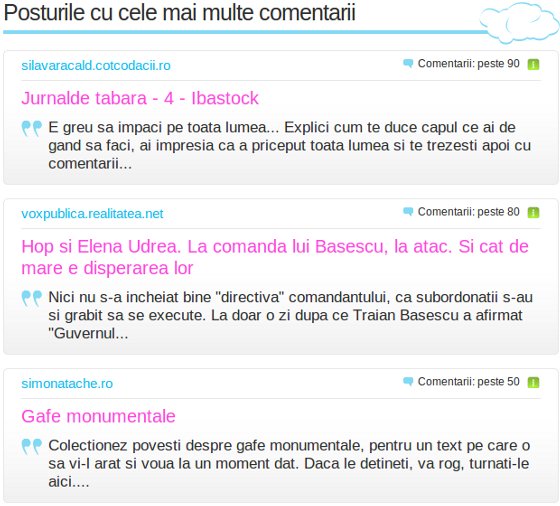 Posturile cu cele mai multe comentarii
silavaracald.cotcodacii.ro
Comentarii: peste 90
Jurnalde tabara - 4 - Ibastock
E greu sa impaci pe toata lumea... Explici cum te duce capul ce ai de
gand sa faci, ai impresia ca a priceput toata lumea si te trezesti apoi cu
comentarii...
voxpublica.realitatea.net
Comentarii: peste 80
Hop si Elena Udrea. La comanda lui Basescu, la atac. Si cat de
mare e disperarea lor
Nici nu s-a incheiat bine "directiva" comandantului, ca subordonatii s-au
si grabit sa se execute. La doar o zi dupa ce Traian Basescu a afirmat
"Guvernul...
simonatache.ro
Comentarii: peste 50
Gafe monumentale
Colectionez povesti despre gafe monumentale, pentru un text pe care o
sa vi-l arat si voua la un moment dat. Daca le detineti, va rog, turnati-le
aici....